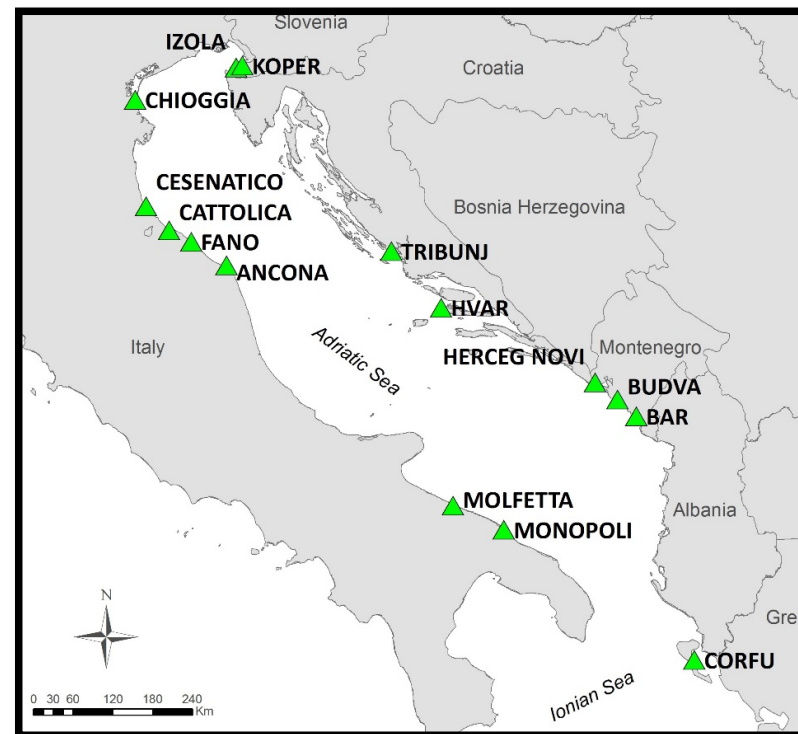 Slovenia
IZOLA
KOPER
Croatia
CHIOGGIA
CESENATICO
CATTOLICA
Bosnia Herzegovina
FANO
TRIBUNJ
ANCONA
HVAR
Adriatic Sea
Italy
HERCEG NOVI
Montenegro
BUDVA
BAR
MOLFETTA
Albania
MONOPOLI
N
Gre
CORFU
Ionian Sea
0 30 60 120 180 240
Km